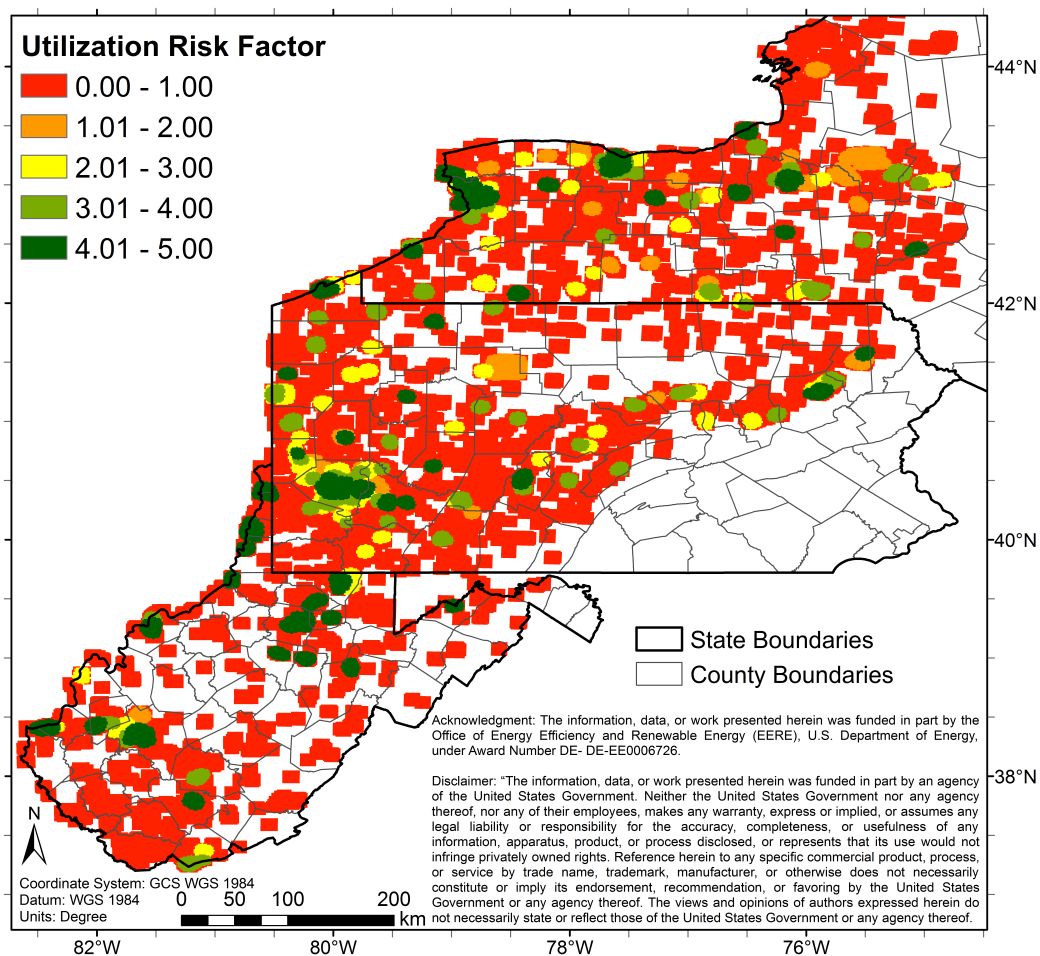 Utilization Risk Factor
0.00 - 1.00
1.01 - 2.00
2.01 - 3.00
3.01 - 4.00
4.01 - 5.00
44°N
42°N
40°N
State Boundaries
County Boundaries
Acknowledgment: The information, data, or work presented herein was funded in part by the
Office of Energy Efficiency and Renewable Energy (EERE), U.S. Department of Energy,
under Award Number DE- DE-EE0006726.
38°N
Disclaimer: “The information, data, or work presented herein was funded in part by an agency
of the United States Government. Neither the United States Government nor any agency
thereof, nor any of their employees, makes any warranty, express or implied, or assumes any
legal liability or responsibility for the accuracy, completeness, or usefulness of any
information, apparatus, product, or process disclosed, or represents that its use would not
infringe privately owned rights. Reference herein to any specific commercial product, process,
or service by trade name, trademark, manufacturer, or otherwise does not necessarily
constitute or imply its endorsement, recommendation, or favoring by the United States
Government or any agency thereof. The views and opinions of authors expressed herein do
not necessarily state or reflect those of the United States Government or any agency thereof.
N
Coordinate System: GCS WGS 1984
Datum: WGS 1984
Units: Degree
0 50 100 200
km
82°W 80°W 78°W 76°W